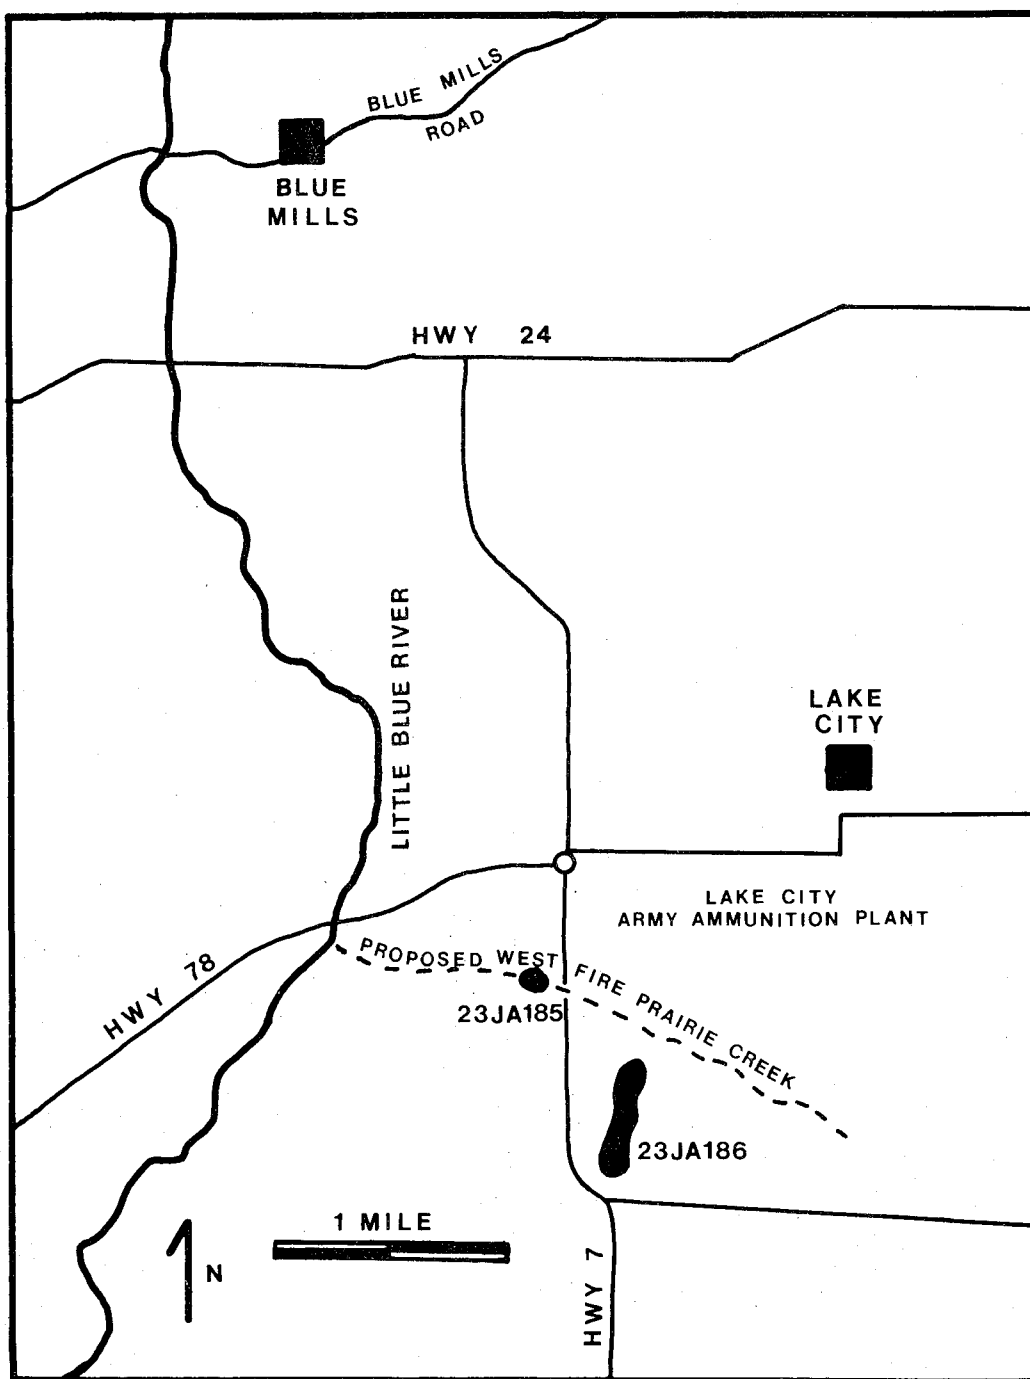 BLUE MILLS
ROAD
BLUE
MILLS
HWY 24
LITTLE BLUE RIVER
LAKE
CITY
LAKE CITY
ARMY AMMUNITION PLANT
PROPOSED WEST FIRE PRAIRIE CREEK
HWY 78
23JA185
23JA186
1 MILE
N
HWY 7